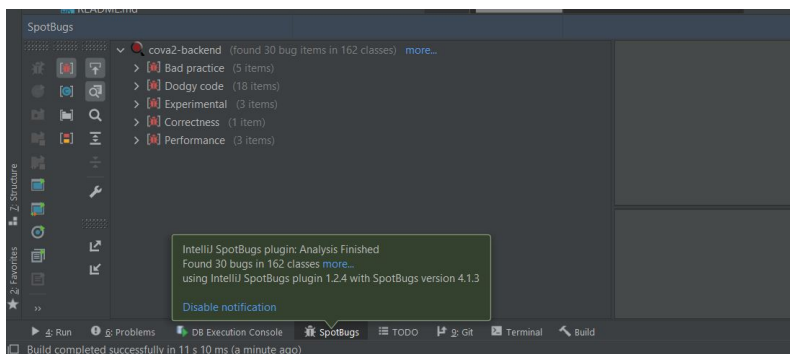 README.md
SpotBugs
cova2-backend (found 30 bug items in 162 classes) more...
Bad practice (5 items)
Dodgy code (18 items)
Experimental (3 items)
Correctness (1 item)
Performance (3 items)
7: Structure
2: Favorites
IntelliJ SpotBugs plugin: Analysis Finished
Found 30 bugs in 162 classes more...
using IntelliJ SpotBugs plugin 1.2.4 with SpotBugs version 4.1.3
Disable notification
4: Run 6: Problems DB Execution Console SpotBugs TODO 9: Git Terminal Build
Build completed successfully in 11 s 10 ms (a minute ago)